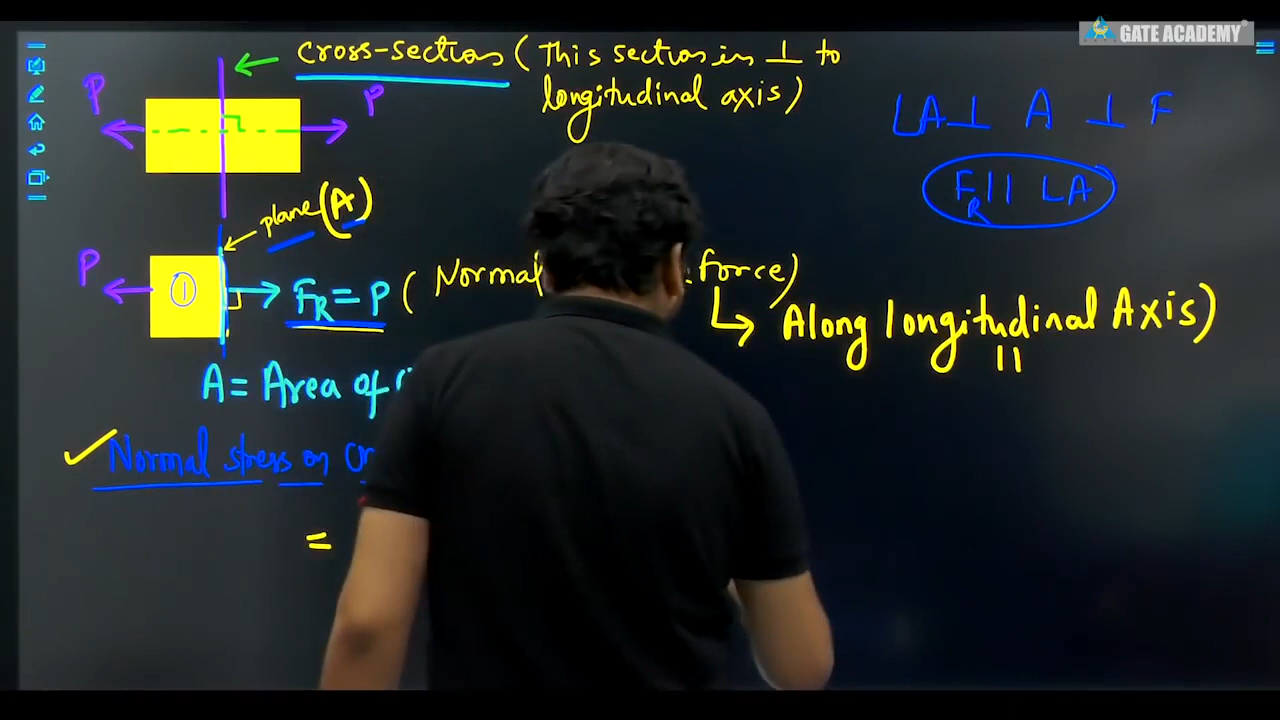 GATE ACADEMY
Cross-section (This section is ⊥ to
longitudinal axis)
P
P
LA ⊥ A ⊥ F
F_R || LA
plane (A)
P
①
F_R = P (Normal force)
↳ Along longitudinal Axis)
||
A = Area of
✓ Normal stress on
=